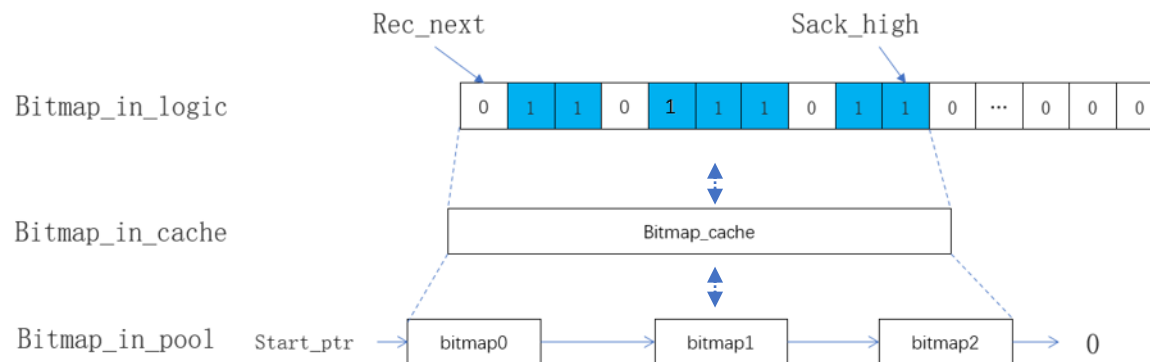 Rec_next Sack_high
Bitmap_in_logic 0 1 1 0 1 1 1 0 1 1 0 ... 0 0 0
Bitmap_in_cache Bitmap_cache
Bitmap_in_pool Start_ptr bitmap0 bitmap1 bitmap2 0